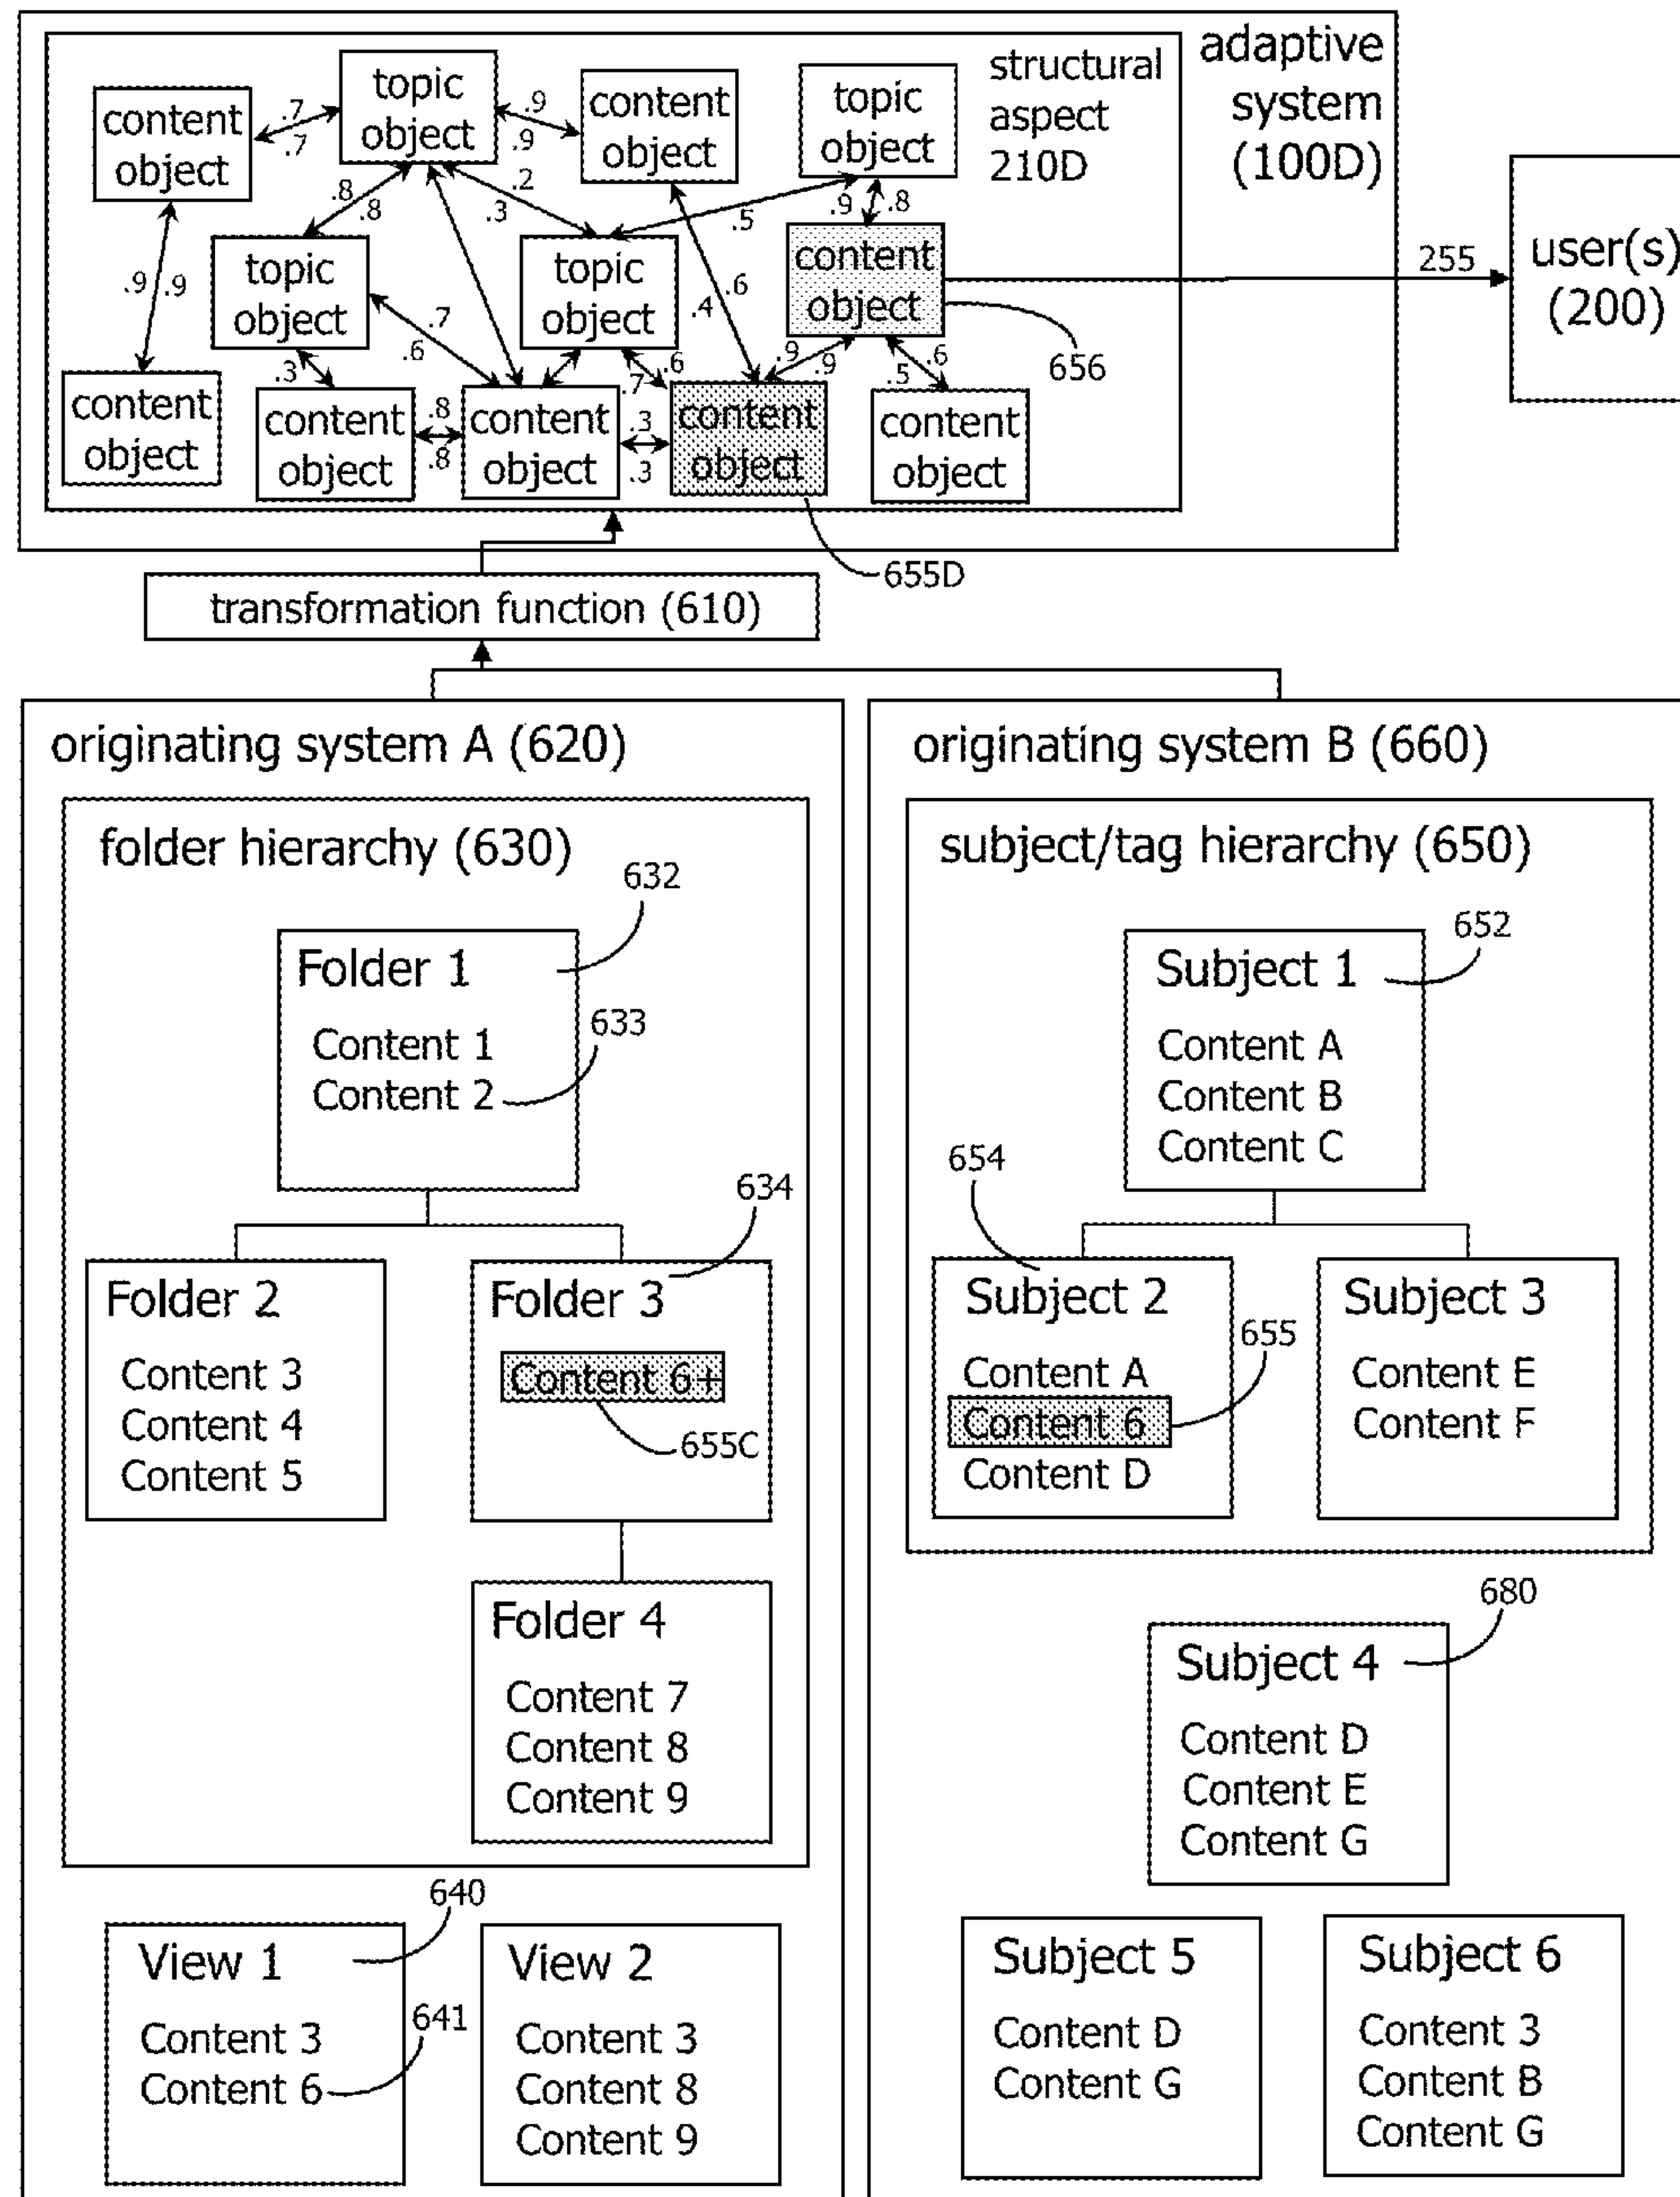 adaptive
system
(100D)
structural
aspect
210D
content
object
topic
object
content
object
topic
object
.7
.7
.9
.9
.8
.8
.2
.3
.5
.9
.8
topic
object
topic
object
content
object
.9
.9
.7
.6
.4
.6
255
user(s)
(200)
656
.3
.6
.7
.9
.9
.6
.5
content
object
content
object
.8
.8
content
object
.3
.3
content
object
content
object
655D
transformation function (610)
originating system A (620)
folder hierarchy (630)
632
Folder 1
Content 1
Content 2
633
634
Folder 2
Content 3
Content 4
Content 5
Folder 3
Content 6+
655C
Folder 4
Content 7
Content 8
Content 9
640
View 1
Content 3
Content 6
641
View 2
Content 3
Content 8
Content 9
originating system B (660)
subject/tag hierarchy (650)
652
Subject 1
Content A
Content B
Content C
654
Subject 2
Content A
Content 6
Content D
655
Subject 3
Content E
Content F
680
Subject 4
Content D
Content E
Content G
Subject 5
Content D
Content G
Subject 6
Content 3
Content B
Content G